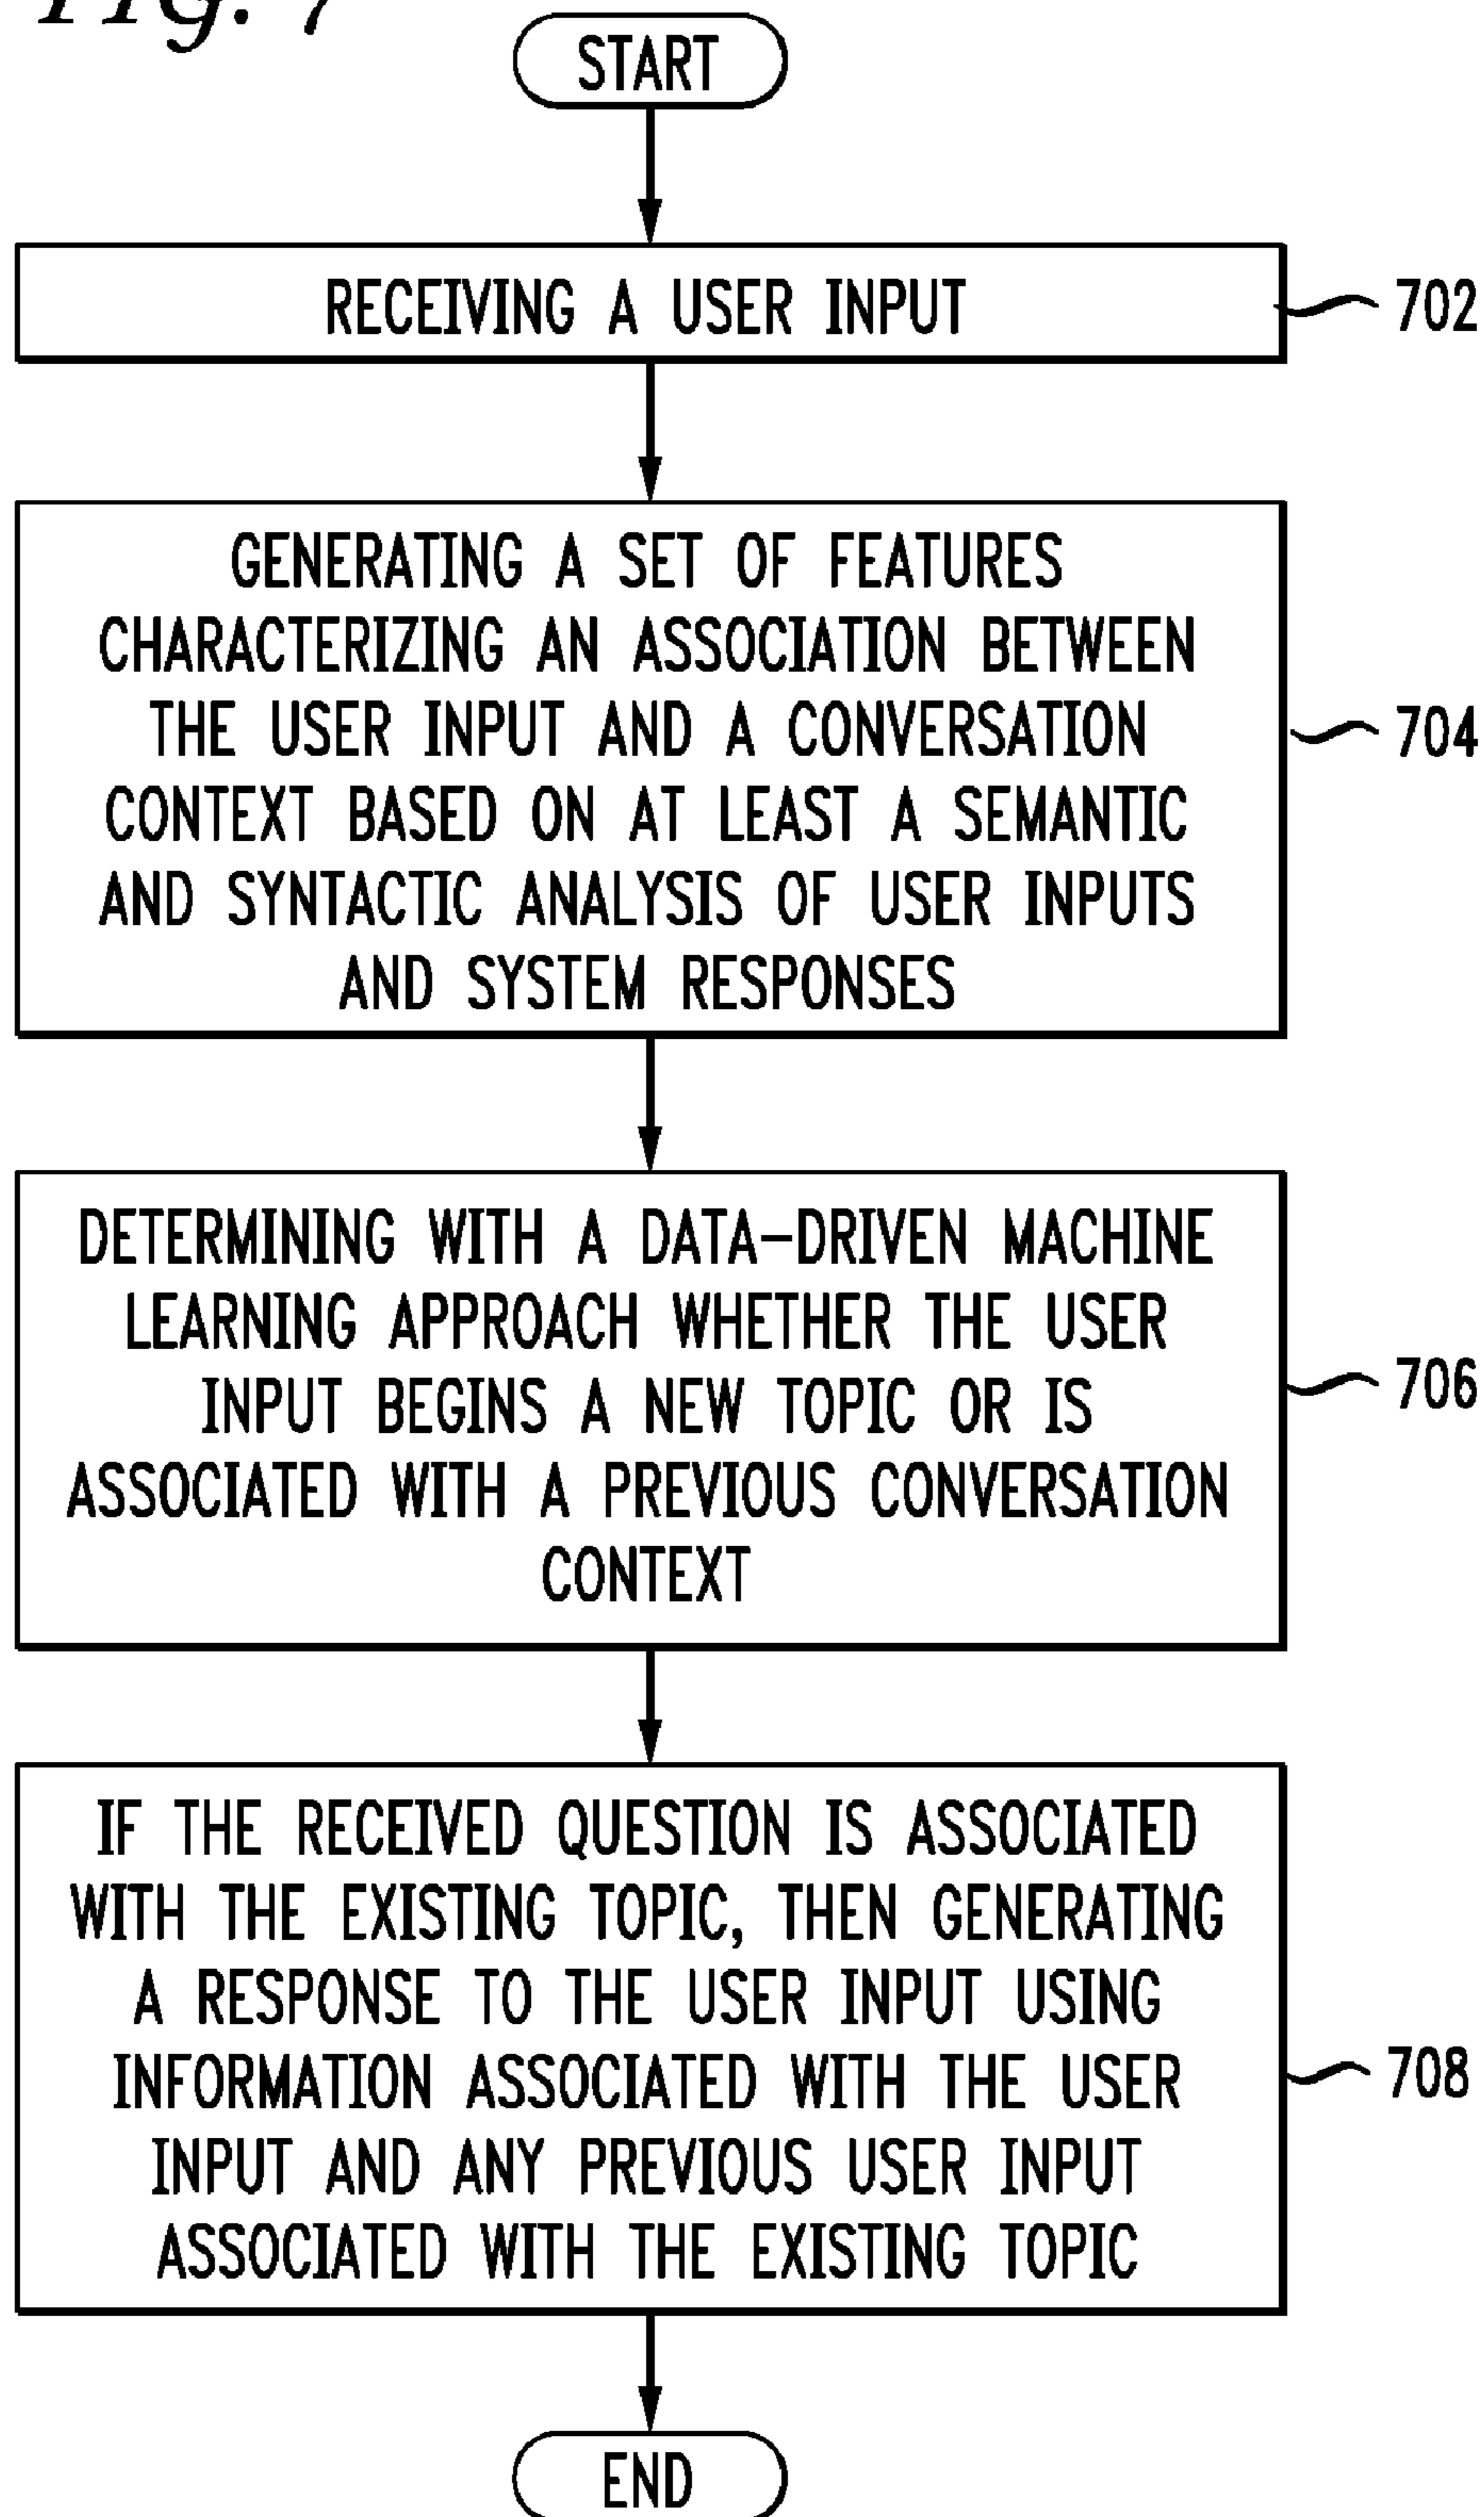 Fig. 7
START
RECEIVING A USER INPUT
702
GENERATING A SET OF FEATURES
CHARACTERIZING AN ASSOCIATION BETWEEN
THE USER INPUT AND A CONVERSATION
CONTEXT BASED ON AT LEAST A SEMANTIC
AND SYNTACTIC ANALYSIS OF USER INPUTS
AND SYSTEM RESPONSES
704
DETERMINING WITH A DATA-DRIVEN MACHINE
LEARNING APPROACH WHETHER THE USER
INPUT BEGINS A NEW TOPIC OR IS
ASSOCIATED WITH A PREVIOUS CONVERSATION
CONTEXT
706
IF THE RECEIVED QUESTION IS ASSOCIATED
WITH THE EXISTING TOPIC, THEN GENERATING
A RESPONSE TO THE USER INPUT USING
INFORMATION ASSOCIATED WITH THE USER
INPUT AND ANY PREVIOUS USER INPUT
ASSOCIATED WITH THE EXISTING TOPIC
708
END